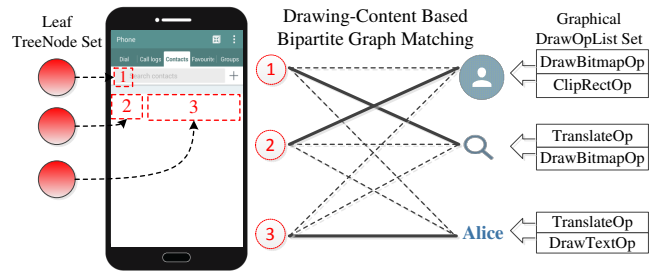 Leaf
TreeNode Set
Phone
Dial Call logs Contacts Favourite Groups
Search contacts +
1
2
3
Drawing-Content Based
Bipartite Graph Matching
1
2
3
Alice
Graphical
DrawOpList Set
DrawBitmapOp
ClipRectOp
TranslateOp
DrawBitmapOp
TranslateOp
DrawTextOp